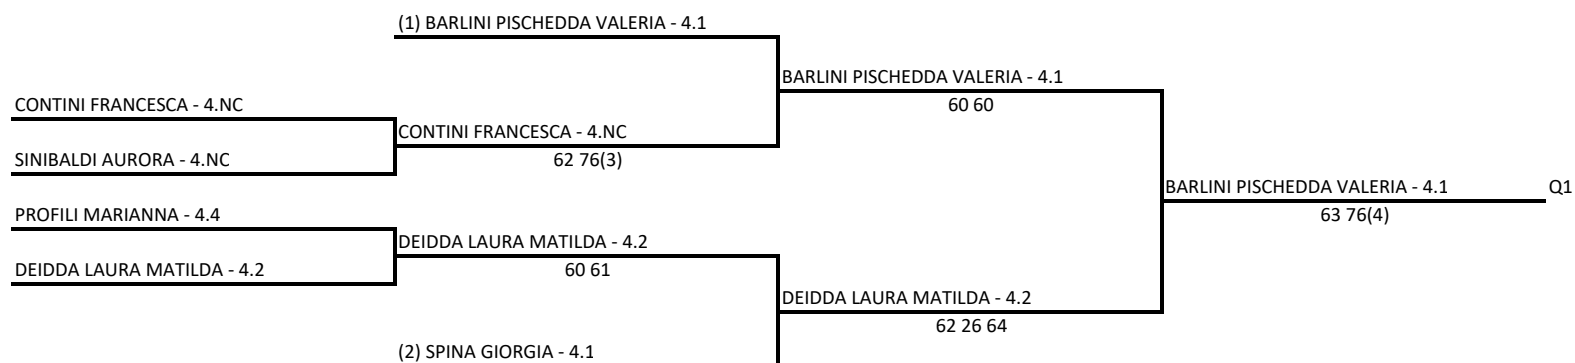 (1) BARLINI PISCHEDDA VALERIA - 4.1
BARLINI PISCHEDDA VALERIA - 4.1
60 60
CONTINI FRANCESCA - 4.NC
CONTINI FRANCESCA - 4.NC
62 76(3)
SINIBALDI AURORA - 4.NC
BARLINI PISCHEDDA VALERIA - 4.1 Q1
63 76(4)
PROFILI MARIANNA - 4.4
DEIDDA LAURA MATILDA - 4.2
60 61
DEIDDA LAURA MATILDA - 4.2
DEIDDA LAURA MATILDA - 4.2
62 26 64
(2) SPINA GIORGIA - 4.1